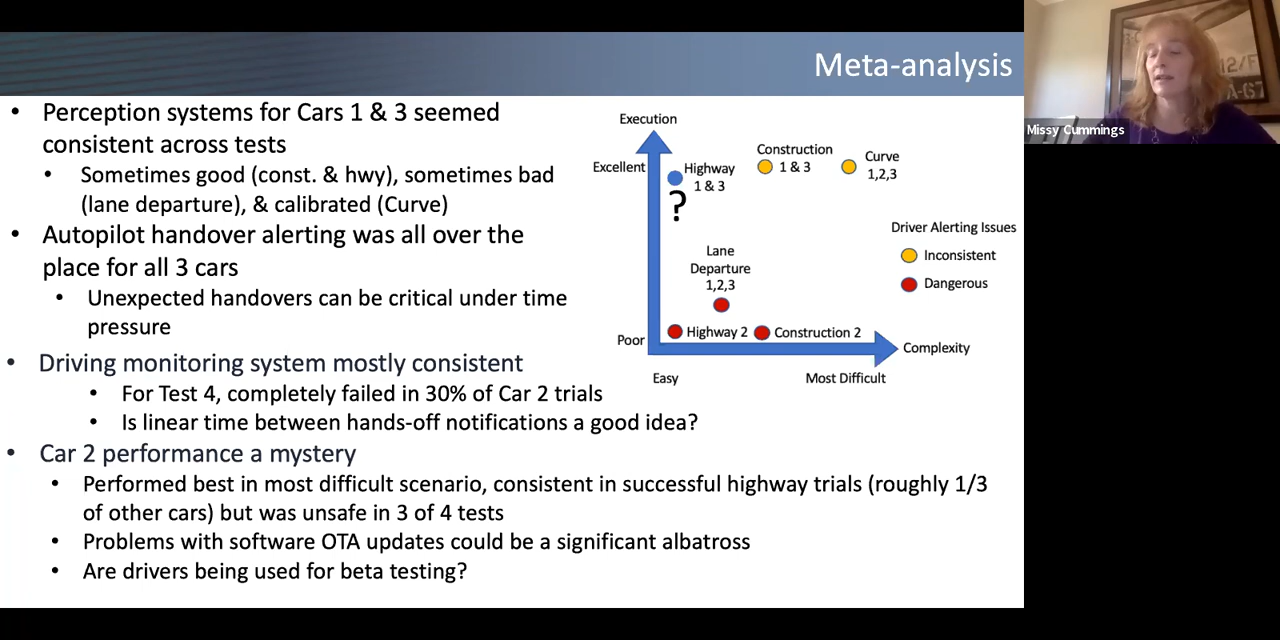 Meta-analysis
• Perception systems for Cars 1 & 3 seemed
consistent across tests
• Sometimes good (const. & hwy), sometimes bad
(lane departure), & calibrated (Curve)
• Autopilot handover alerting was all over the
place for all 3 cars
• Unexpected handovers can be critical under time
pressure
• Driving monitoring system mostly consistent
• For Test 4, completely failed in 30% of Car 2 trials
• Is linear time between hands-off notifications a good idea?
• Car 2 performance a mystery
• Performed best in most difficult scenario, consistent in successful highway trials (roughly 1/3
of other cars) but was unsafe in 3 of 4 tests
• Problems with software OTA updates could be a significant albatross
• Are drivers being used for beta testing?
Execution
Excellent
Highway
1 & 3
?
Construction
1 & 3
Curve
1,2,3
Driver Alerting Issues
Inconsistent
Dangerous
Lane
Departure
1,2,3
Highway 2
Construction 2
Poor
Complexity
Easy
Most Difficult
Missy Cummings
12/F
A-67